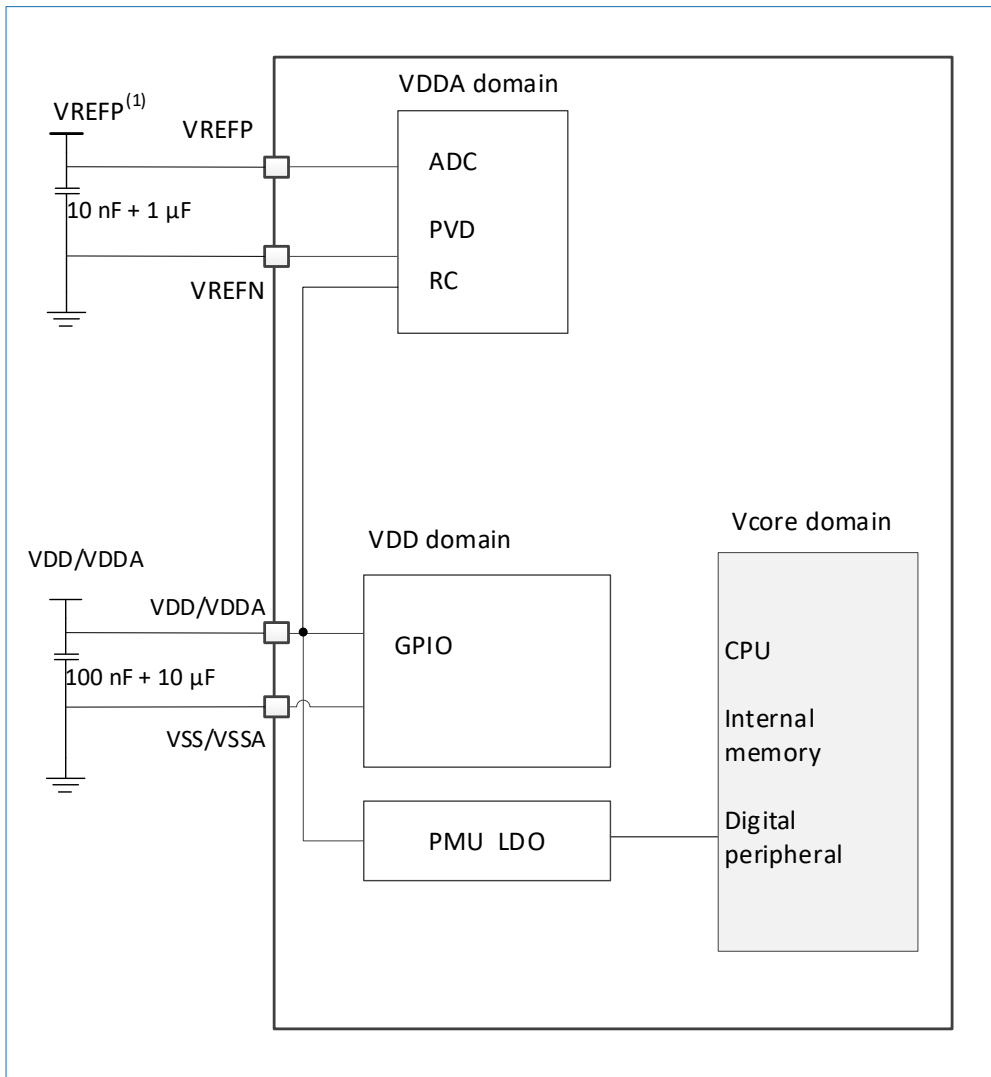 VDDA domain
VREFP(1)
VREFP
ADC
10 nF + 1 µF
PVD
VREFN
RC
Vcore domain
VDD domain
VDD/VDDA
VDD/VDDA
GPIO
CPU
100 nF + 10 µF
Internal
memory
VSS/VSSA
Digital
peripheral
PMU LDO